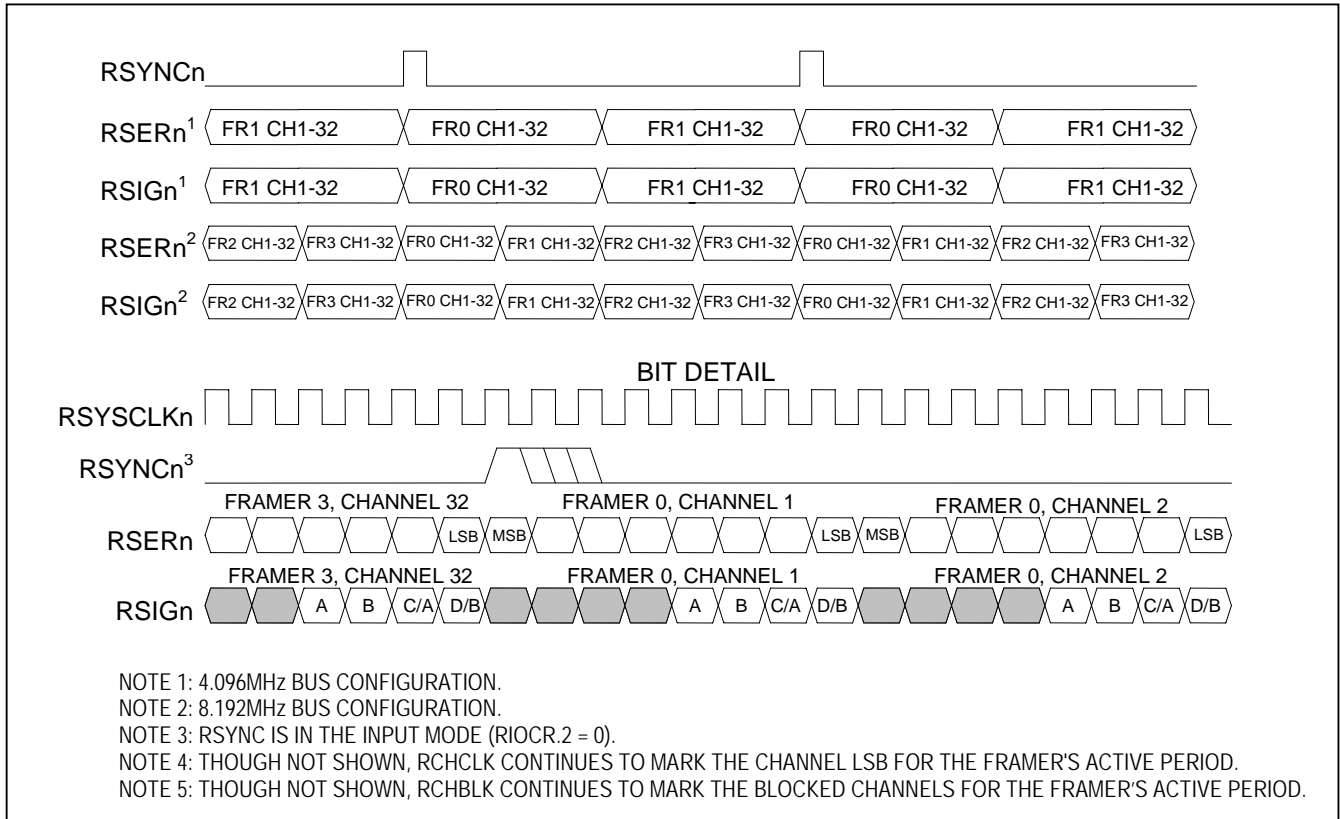 RSYNCn
RSERn¹ FR1 CH1-32 FR0 CH1-32 FR1 CH1-32 FR0 CH1-32 FR1 CH1-32
RSIGn¹ FR1 CH1-32 FR0 CH1-32 FR1 CH1-32 FR0 CH1-32 FR1 CH1-32
RSERn² FR2 CH1-32 FR3 CH1-32 FR0 CH1-32 FR1 CH1-32 FR2 CH1-32 FR3 CH1-32 FR0 CH1-32 FR1 CH1-32 FR2 CH1-32 FR3 CH1-32
RSIGn² FR2 CH1-32 FR3 CH1-32 FR0 CH1-32 FR1 CH1-32 FR2 CH1-32 FR3 CH1-32 FR0 CH1-32 FR1 CH1-32 FR2 CH1-32 FR3 CH1-32
BIT DETAIL
RSYSCLKn
RSYNCn³
FRAMER 3, CHANNEL 32 FRAMER 0, CHANNEL 1 FRAMER 0, CHANNEL 2
RSERn LSB MSB LSB MSB LSB
FRAMER 3, CHANNEL 32 FRAMER 0, CHANNEL 1 FRAMER 0, CHANNEL 2
RSIGn A B C/A D/B A B C/A D/B A B C/A D/B
NOTE 1: 4.096MHz BUS CONFIGURATION.
NOTE 2: 8.192MHz BUS CONFIGURATION.
NOTE 3: RSYNC IS IN THE INPUT MODE (RIOCR.2 = 0).
NOTE 4: THOUGH NOT SHOWN, RCHCLK CONTINUES TO MARK THE CHANNEL LSB FOR THE FRAMER'S ACTIVE PERIOD.
NOTE 5: THOUGH NOT SHOWN, RCHBLK CONTINUES TO MARK THE BLOCKED CHANNELS FOR THE FRAMER’S ACTIVE PERIOD.